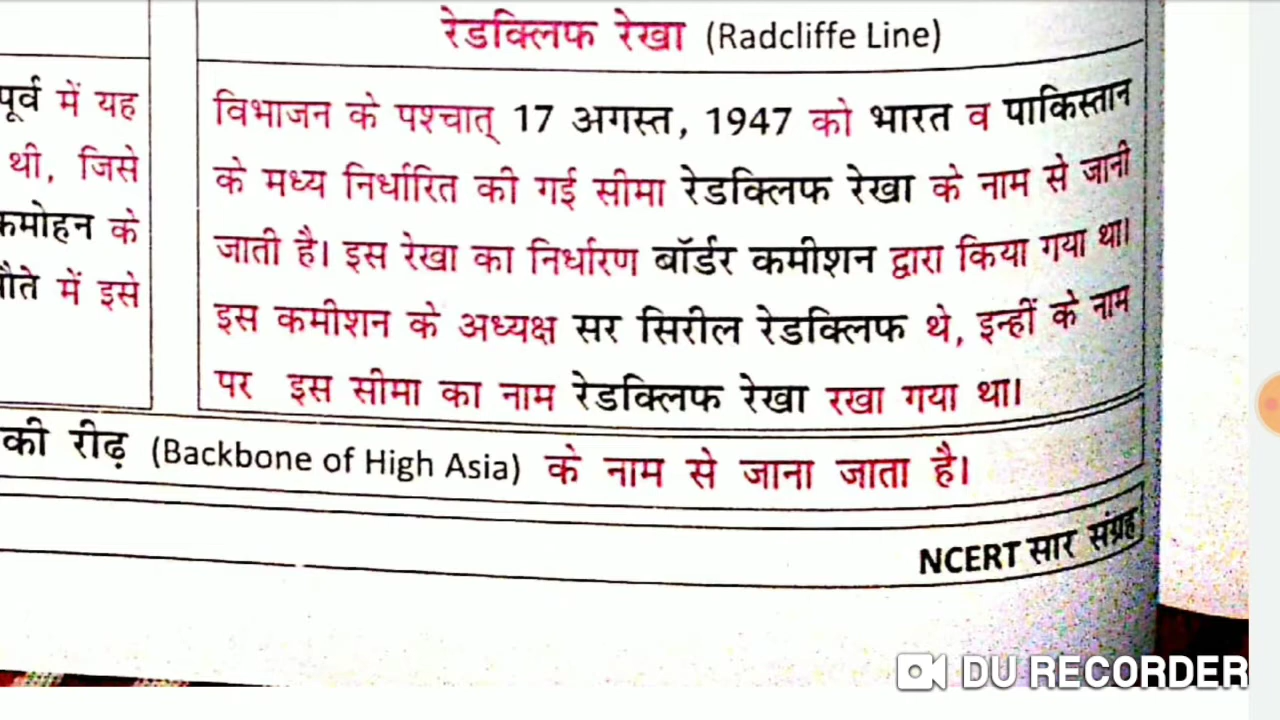 रेडक्लिफ रेखा (Radcliffe Line)
पूर्व में यह
थी, जिसे
के
में इसे
विभाजन के पश्चात् 17 अगस्त, 1947 को भारत व पाकिस्तान
के मध्य निर्धारित की गई सीमा रेडक्लिफ रेखा के नाम से जानी
जाती है। इस रेखा का निर्धारण बॉर्डर कमीशन द्वारा किया गया था।
इस कमीशन के अध्यक्ष सर सिरील रेडक्लिफ थे, इन्हीं के नाम
पर इस सीमा का नाम रेडक्लिफ रेखा रखा गया था।
की रीढ़ (Backbone of High Asia) के नाम से जाना जाता है।
NCERT सार संग्रह
DU RECORDER